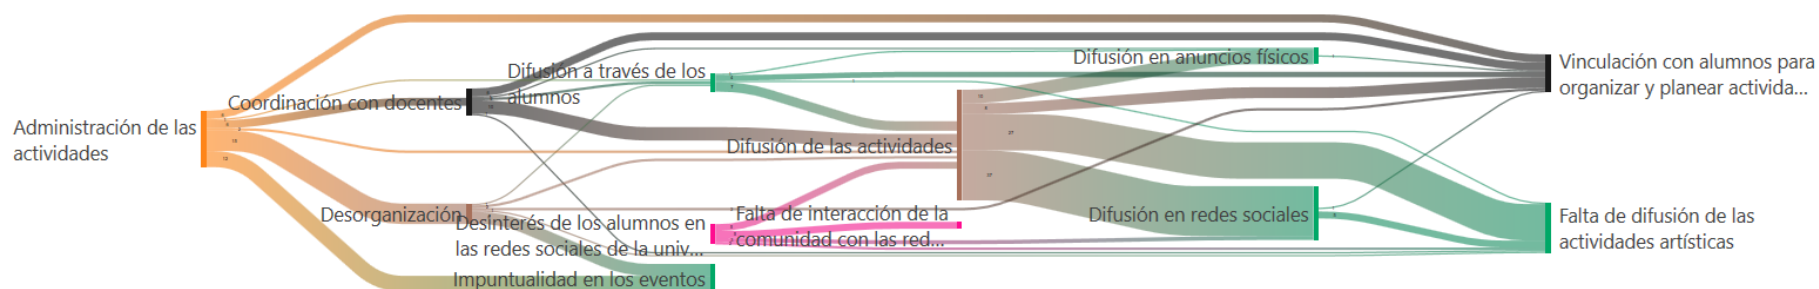 Administración de las
actividades
Coordinación con docentes
Desorganización
Difusión a través de los
alumnos
Desinterés de los alumnos en
las redes sociales de la univ...
Impuntualidad en los eventos
Difusión de las actividades
Falta de interacción de la
comunidad con las red...
Difusión en anuncios físicos
Difusión en redes sociales
Vinculación con alumnos para
organizar y planear activida...
Falta de difusión de las
actividades artísticas